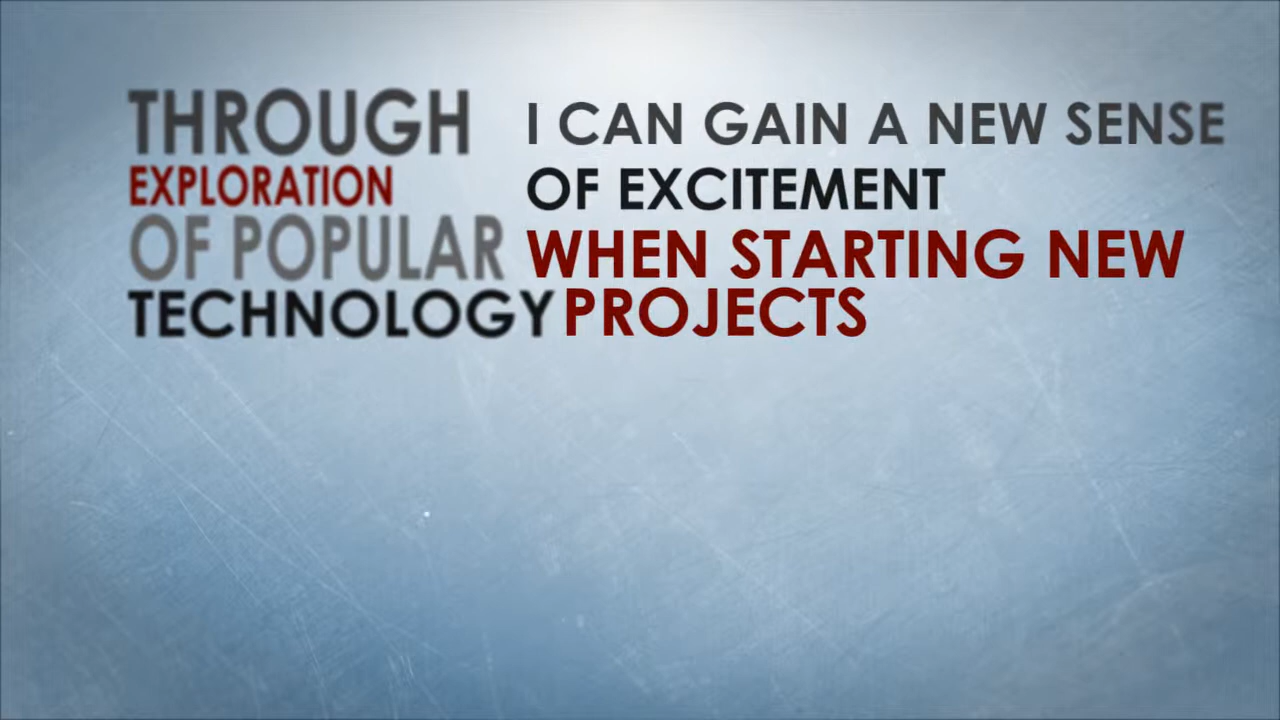 THROUGH
EXPLORATION
OF POPULAR
TECHNOLOGY
I CAN GAIN A NEW SENSE
OF EXCITEMENT
WHEN STARTING NEW
PROJECTS